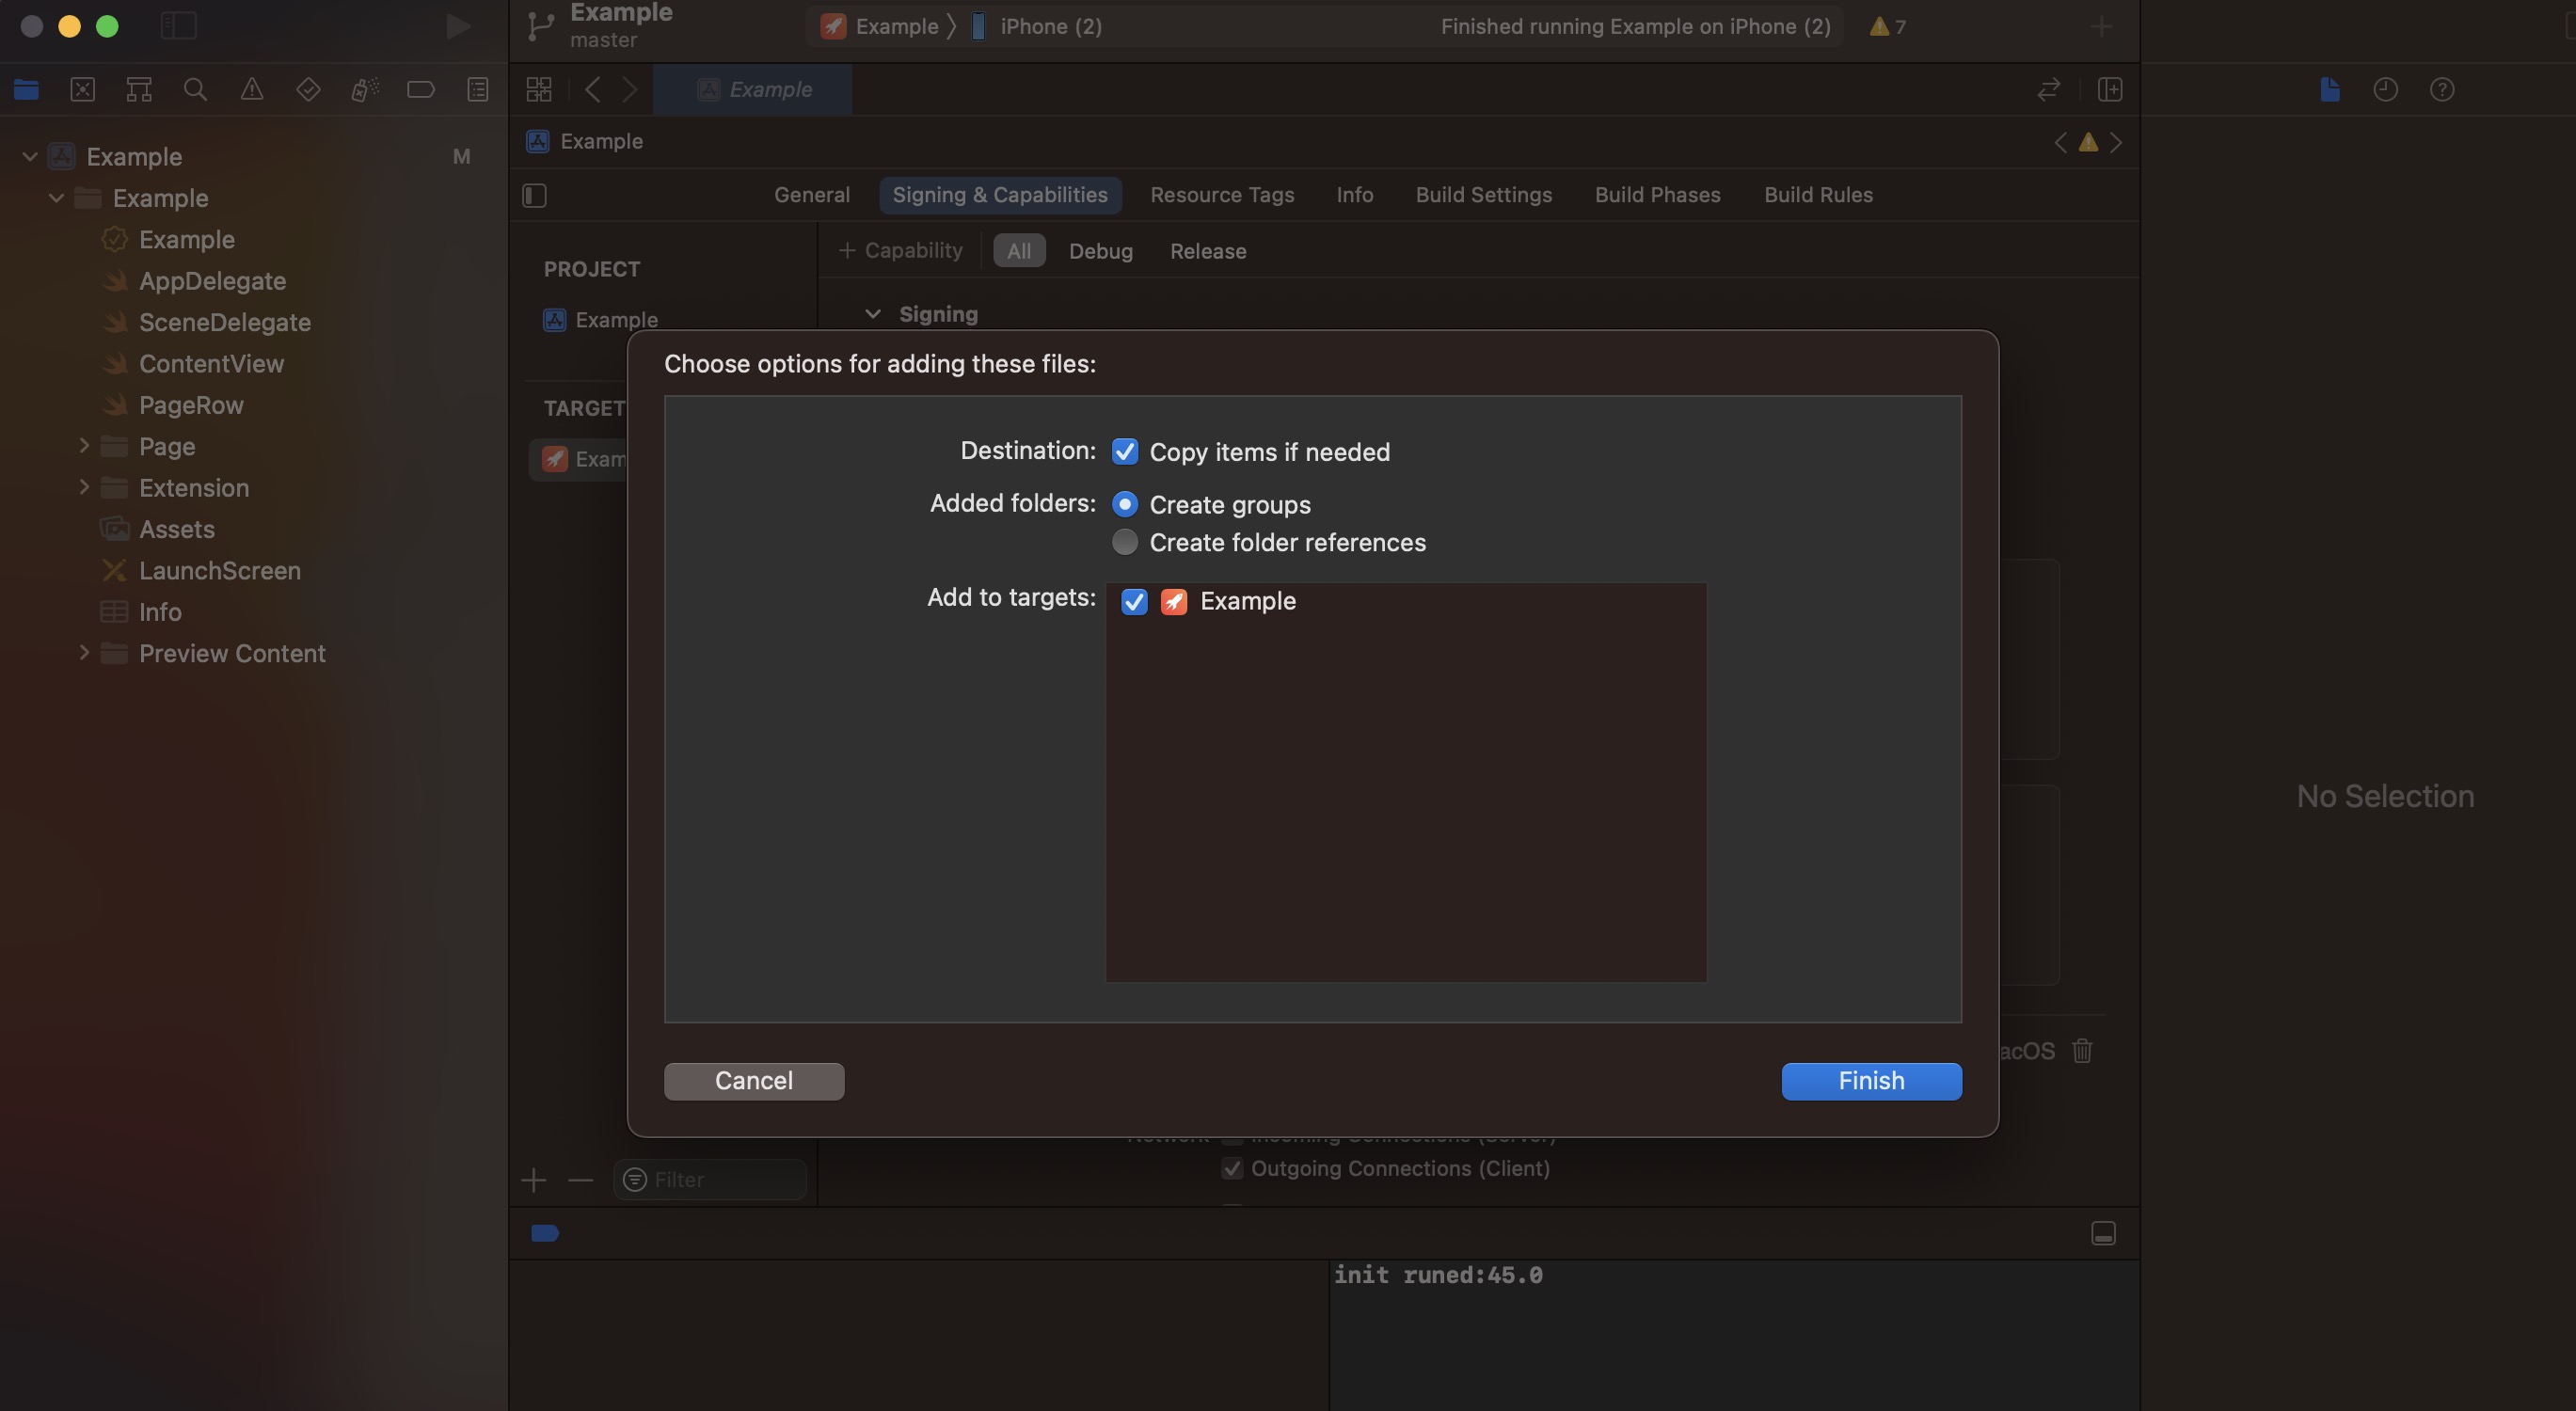 Example
master
Example
iPhone (2)
Finished running Example on iPhone (2)
7
Example
Example
General
Signing & Capabilities
Resource Tags
Info
Build Settings
Build Phases
Build Rules
Example
M
Example
Example
AppDelegate
SceneDelegate
ContentView
PageRow
Page
Extension
Assets
LaunchScreen
Info
Preview Content
PROJECT
Example
TARGET
Exam
+ Capability
All
Debug
Release
Signing
Choose options for adding these files:
Destination: Copy items if needed
Added folders: Create groups
Create folder references
Add to targets: Example
Cancel
Finish
acOS
Network Incoming Connections (Server)
Outgoing Connections (Client)
Filter
No Selection
init runed:45.0